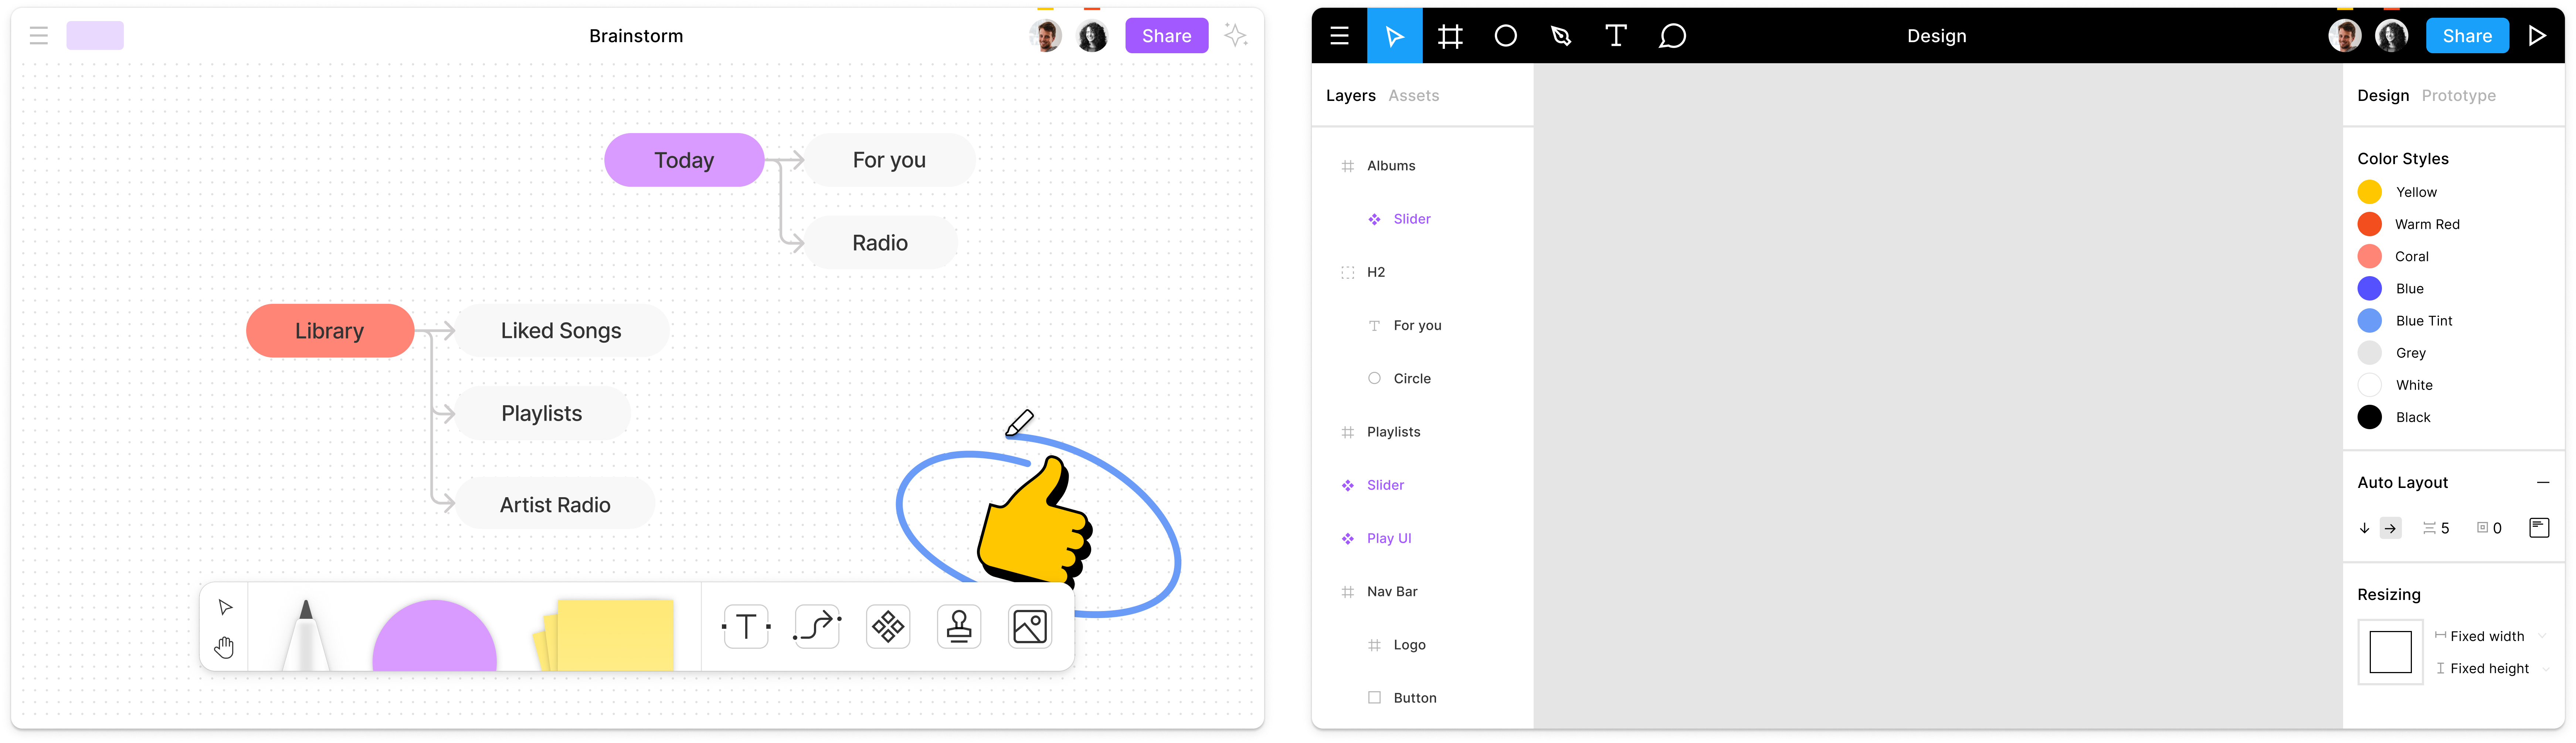 Brainstorm
Share
Today
For you
Radio
Library
Liked Songs
Playlists
Artist Radio
T
Design
Share
Layers Assets
Albums
Slider
H2
For you
Circle
Playlists
Slider
Play UI
Nav Bar
Logo
Button
Design Prototype
Color Styles
Yellow
Warm Red
Coral
Blue
Blue Tint
Grey
White
Black
Auto Layout
5 0
Resizing
Fixed width
Fixed height